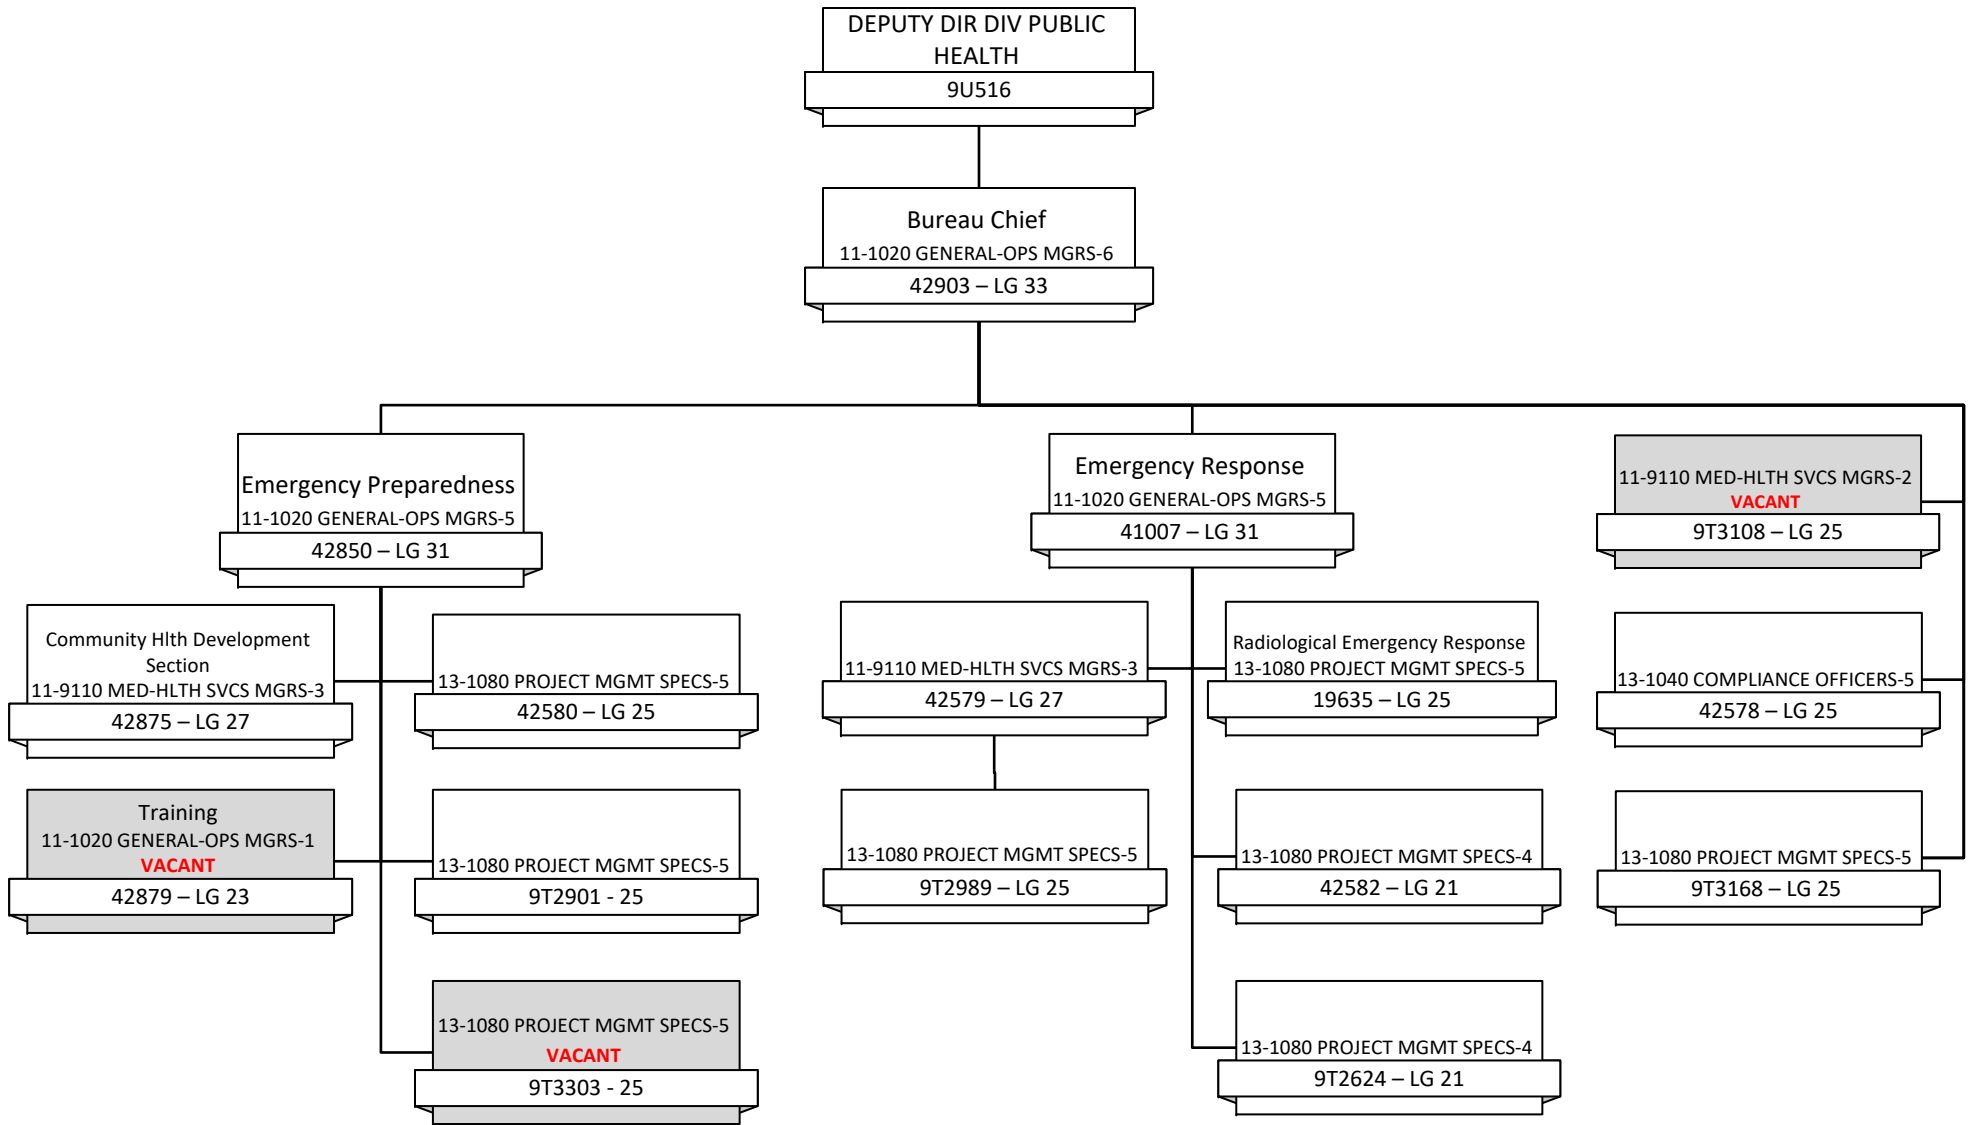 DEPUTY DIR DIV PUBLIC
HEALTH
9U516
Bureau Chief
11-1020 GENERAL-OPS MGRS-6
42903 – LG 33
Emergency Preparedness
11-1020 GENERAL-OPS MGRS-5
42850 – LG 31
Community Hlth Development
Section
11-9110 MED-HLTH SVCS MGRS-3
42875 – LG 27
13-1080 PROJECT MGMT SPECS-5
42580 – LG 25
Training
11-1020 GENERAL-OPS MGRS-1
VACANT
42879 – LG 23
13-1080 PROJECT MGMT SPECS-5
9T2901 - 25
13-1080 PROJECT MGMT SPECS-5
VACANT
9T3303 - 25
Emergency Response
11-1020 GENERAL-OPS MGRS-5
41007 – LG 31
11-9110 MED-HLTH SVCS MGRS-3
42579 – LG 27
Radiological Emergency Response
13-1080 PROJECT MGMT SPECS-5
19635 – LG 25
13-1080 PROJECT MGMT SPECS-5
9T2989 – LG 25
13-1080 PROJECT MGMT SPECS-4
42582 – LG 21
13-1080 PROJECT MGMT SPECS-4
9T2624 – LG 21
11-9110 MED-HLTH SVCS MGRS-2
VACANT
9T3108 – LG 25
13-1040 COMPLIANCE OFFICERS-5
42578 – LG 25
13-1080 PROJECT MGMT SPECS-5
9T3168 – LG 25